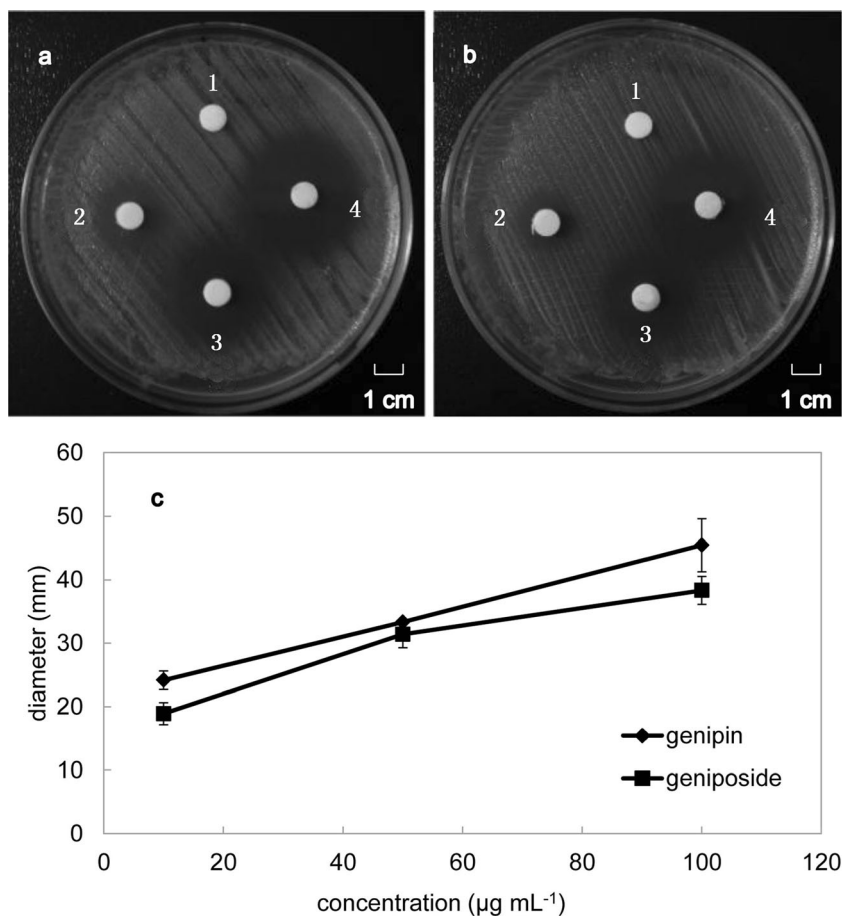 a
1
2
4
3
1 cm
b
1
2
4
3
1 cm
60
50
40
30
20
10
0
c
diameter (mm)
genipin
geniposide
0 20 40 60 80 100 120
concentration (µg mL⁻¹)